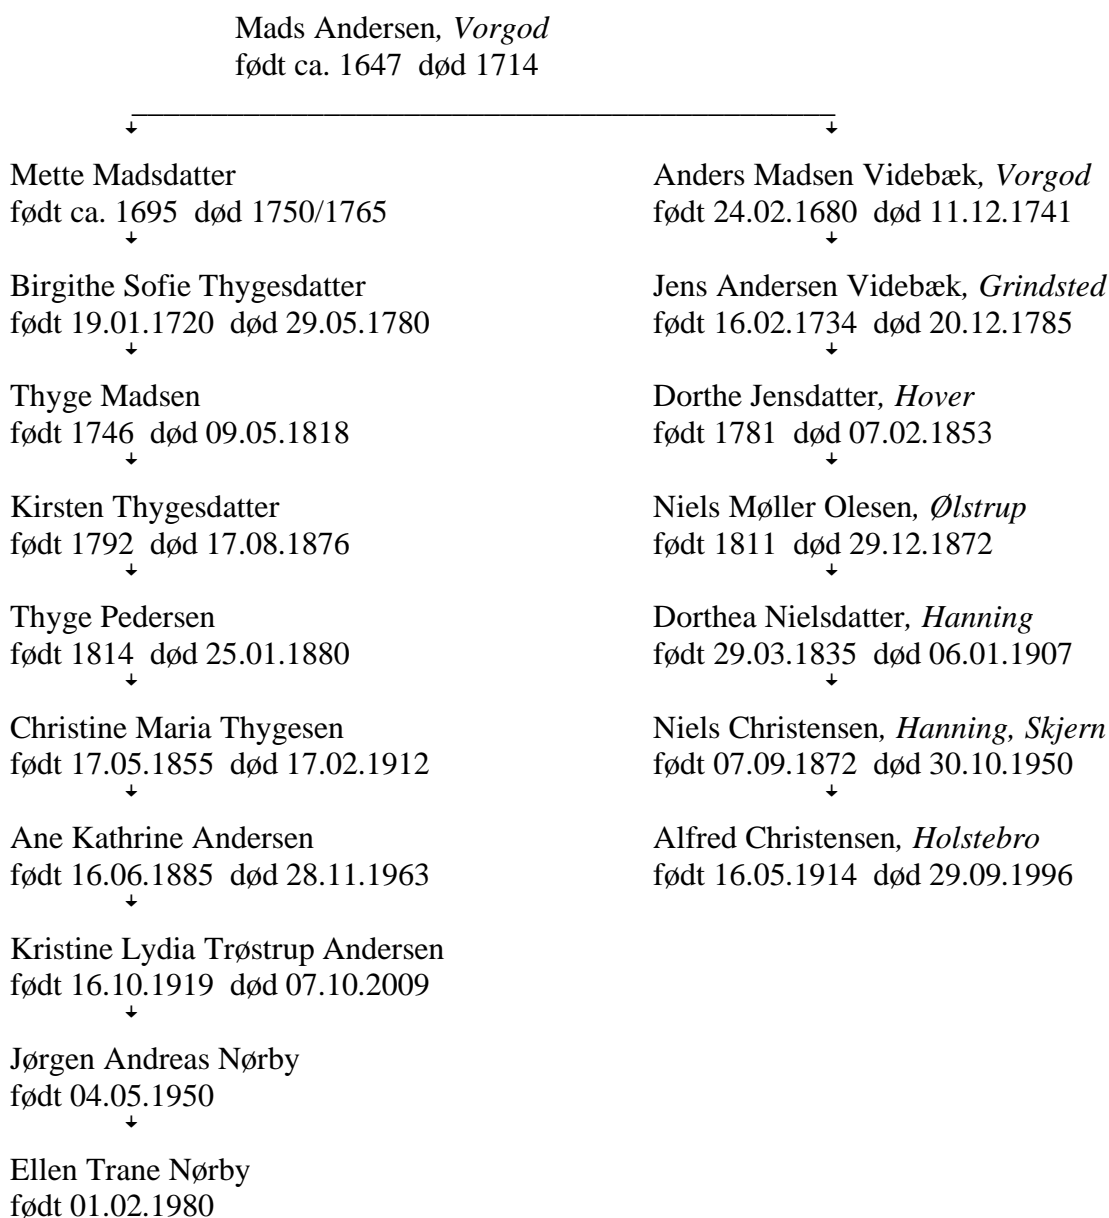 Mads Andersen, Vorgod
født ca. 1647 død 1714
Mette Madsdatter
født ca. 1695 død 1750/1765
Birgithe Sofie Thygesdatter
født 19.01.1720 død 29.05.1780
Thyge Madsen
født 1746 død 09.05.1818
Kirsten Thygesdatter
født 1792 død 17.08.1876
Thyge Pedersen
født 1814 død 25.01.1880
Christine Maria Thygesen
født 17.05.1855 død 17.02.1912
Ane Kathrine Andersen
født 16.06.1885 død 28.11.1963
Kristine Lydia Trøstrup Andersen
født 16.10.1919 død 07.10.2009
Jørgen Andreas Nørby
født 04.05.1950
Ellen Trane Nørby
født 01.02.1980
Anders Madsen Videbæk, Vorgod
født 24.02.1680 død 11.12.1741
Jens Andersen Videbæk, Grindsted
født 16.02.1734 død 20.12.1785
Dorthe Jensdatter, Hover
født 1781 død 07.02.1853
Niels Møller Olesen, Ølstrup
født 1811 død 29.12.1872
Dorthea Nielsdatter, Hanning
født 29.03.1835 død 06.01.1907
Niels Christensen, Hanning, Skjern
født 07.09.1872 død 30.10.1950
Alfred Christensen, Holstebro
født 16.05.1914 død 29.09.1996